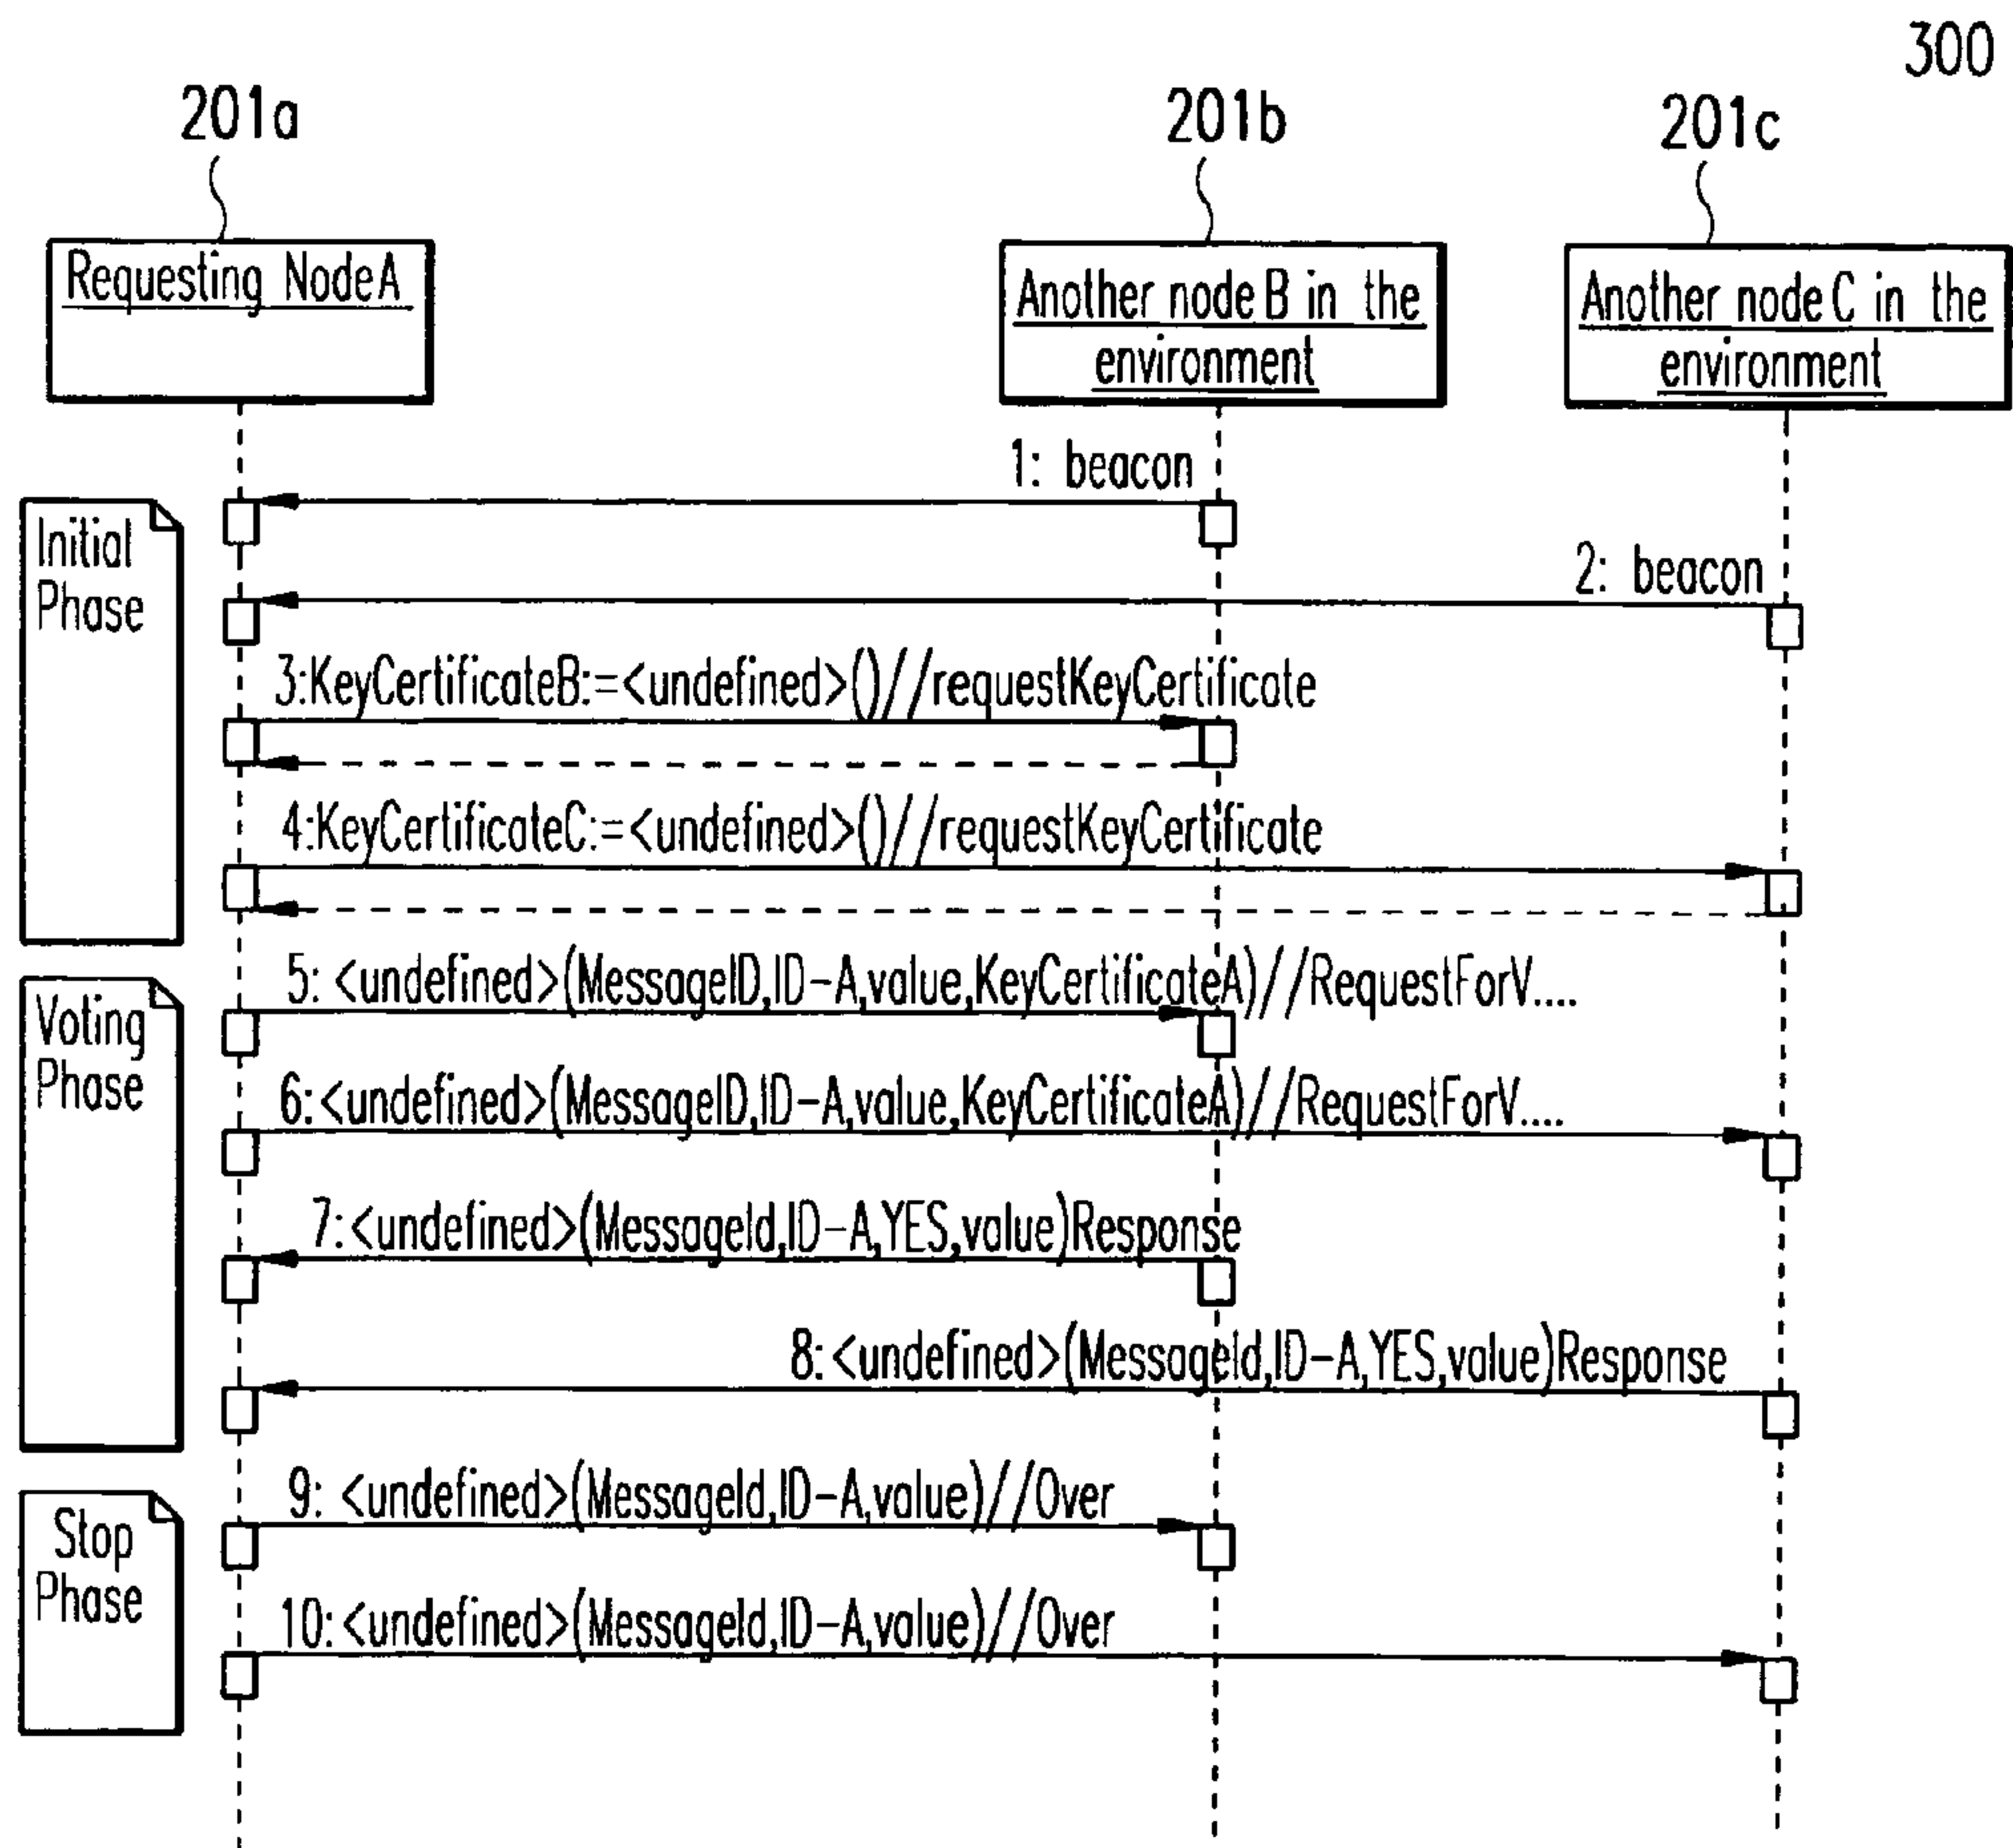 300
201a
201b
201c
Requesting Node A
Another node B in the
environment
Another node C in the
environment
1: beacon
Initial
Phase
2: beacon
3:KeyCertificateB:=<undefined>()//requestKeyCertificate
4:KeyCertificateC:=<undefined>()//requestKeyCertificate
Voting
Phase
5: <undefined>(MessageID,ID-A,value,KeyCertificateA)//RequestForV....
6:<undefined>(MessageID,ID-A,value,KeyCertificateA)//RequestForV....
7:<undefined>(MessageId,ID-A,YES,value)Response
8:<undefined>(MessageId,ID-A,YES,value)Response
Stop
Phase
9: <undefined>(MessageId,ID-A,value)//Over
10:<undefined>(MessageId,ID-A,value)//Over